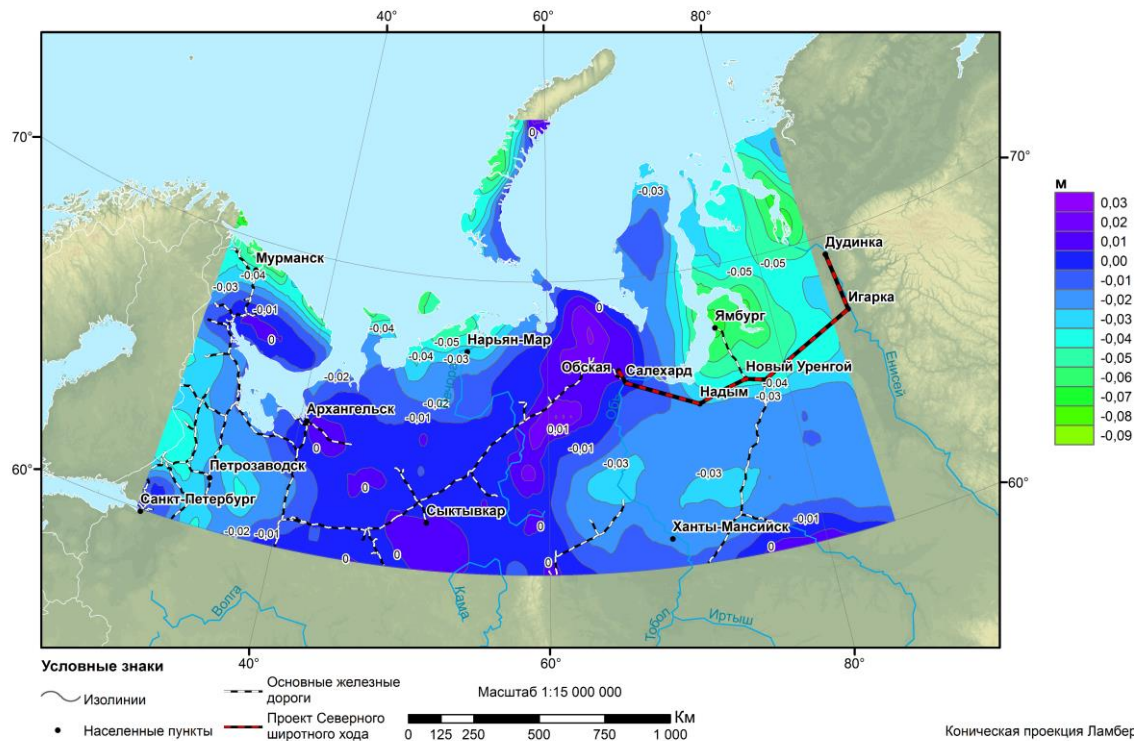 40°
60°
80°
70°
70°
0
-0,03
м
0,03
0,02
0,01
0,00
-0,01
-0,02
-0,03
-0,04
-0,05
-0,06
-0,07
-0,08
-0,09
Мурманск
-0,04
-0,03
-0,01
0
-0,05
-0,05
Дудинка
Игарка
Ямбург
-0,04
-0,05
Нарьян-Мар
-0,04
-0,03
0
Обская
Салехард
Новый Уренгой
Надым
-0,04
-0,03
Енисей
-0,02
-0,02
-0,01
Печора
Обь
Архангельск
0
0,01
-0,01
60°
60°
Петрозаводск
0
0
-0,03
-0,03
Санкт-Петербург
Сыктывкар
-0,02
-0,01
0
0
0
0
Ханты-Мансийск
-0,01
0
Волга
Кама
Тобол
Иртыш
40°
60°
80°
Условные знаки
Изолинии
Основные железные
дороги
Масштаб 1:15 000 000
Населенные пункты
Проект Северного
широтного хода
Км
0 125 250 500 750 1 000
Коническая проекция Ламбер